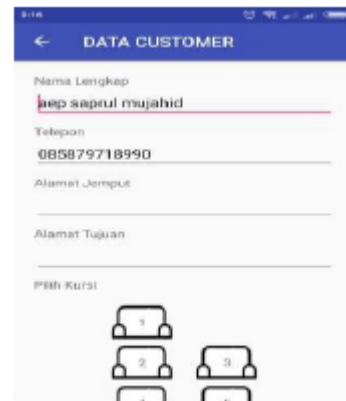 DATA CUSTOMER
Nama Lengkap
aep saprul mujahid
Telepon
085879718990
Alamat Jemput
Alamat Tujuan
Pilih Kursi
1
2 3